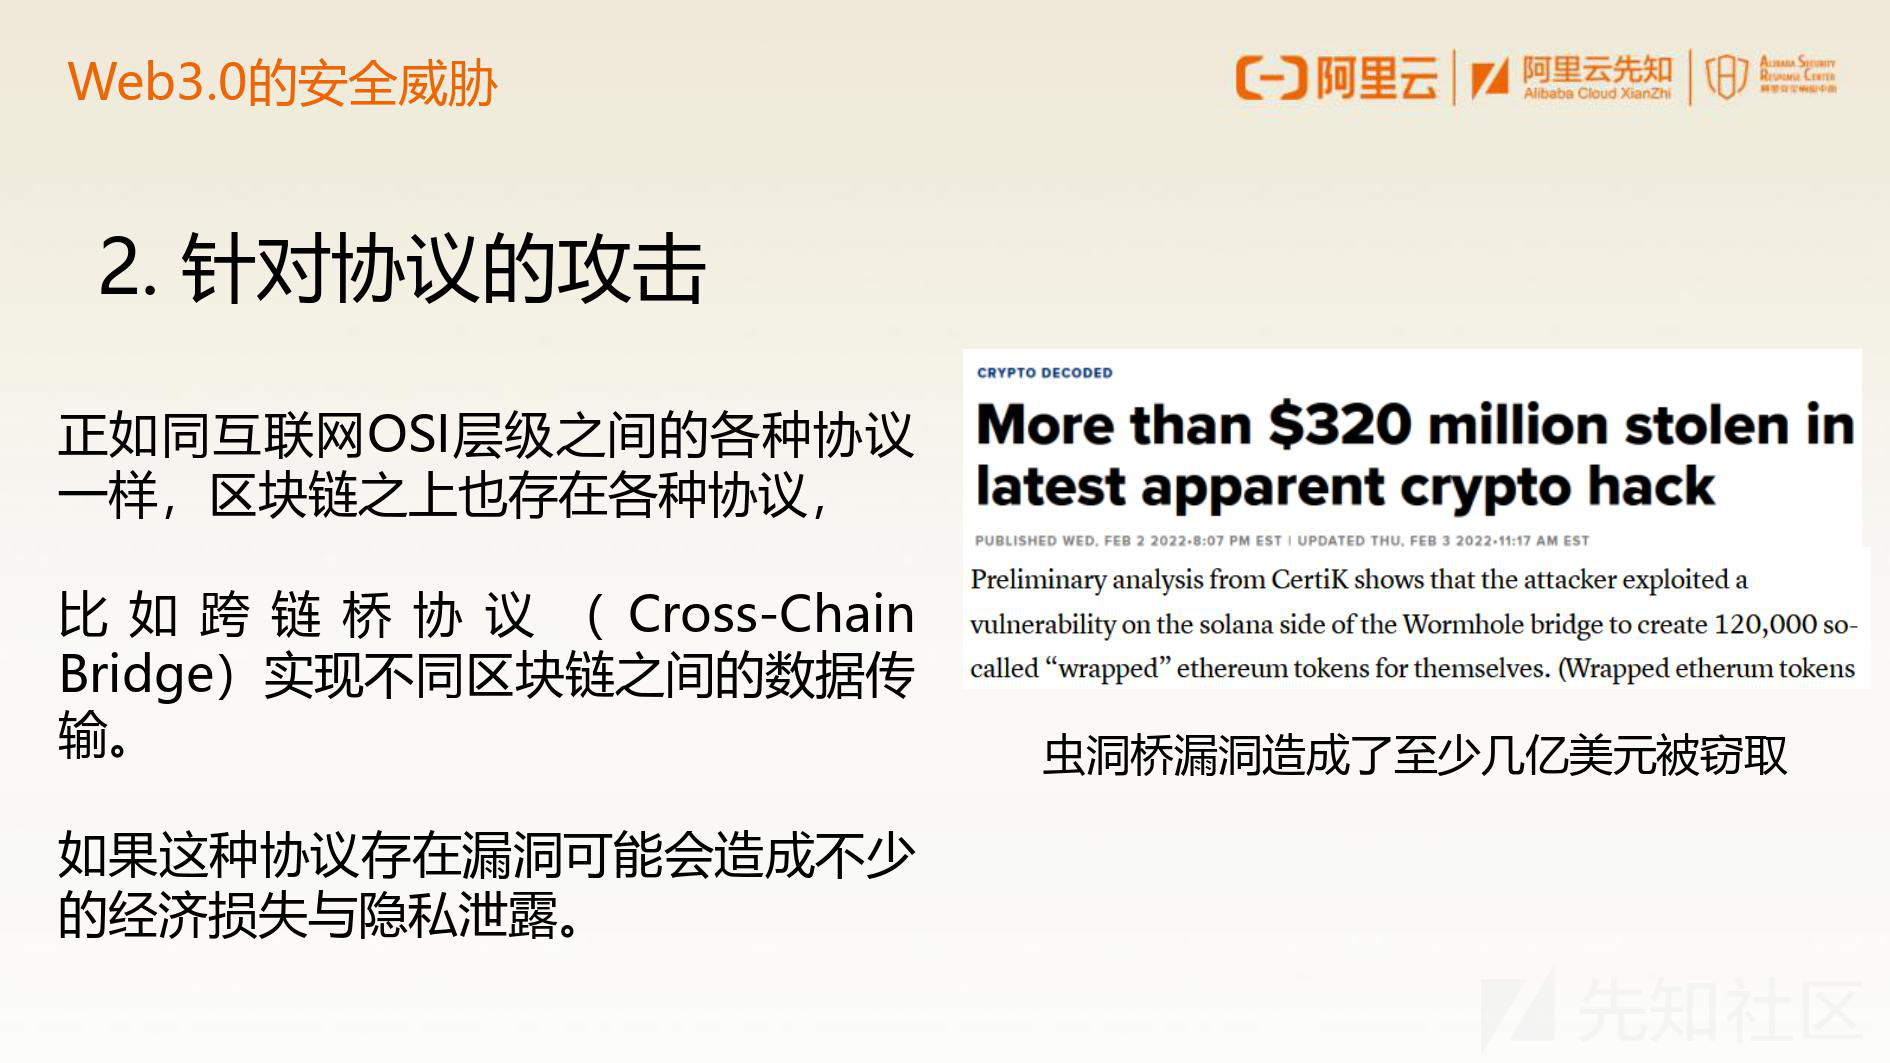 Web3.0的安全威胁
阿里云
阿里云先知
Alibaba Cloud XianZhi
ALIBABA SECURITY
RESPONSE CENTER
2. 针对协议的攻击
正如同互联网OSI层级之间的各种协议
一样，区块链之上也存在各种协议，
比如跨链桥协议（Cross-Chain
Bridge）实现不同区块链之间的数据传
输。
如果这种协议存在漏洞可能会造成不少
的经济损失与隐私泄露。
CRYPTO DECODED
More than $320 million stolen in
latest apparent crypto hack
PUBLISHED WED, FEB 2 2022•8:07 PM EST | UPDATED THU, FEB 3 2022•11:17 AM EST
Preliminary analysis from CertiK shows that the attacker exploited a
vulnerability on the solana side of the Wormhole bridge to create 120,000 so-
called “wrapped” ethereum tokens for themselves. (Wrapped etherum tokens
虫洞桥漏洞造成了至少几亿美元被窃取
先知社区